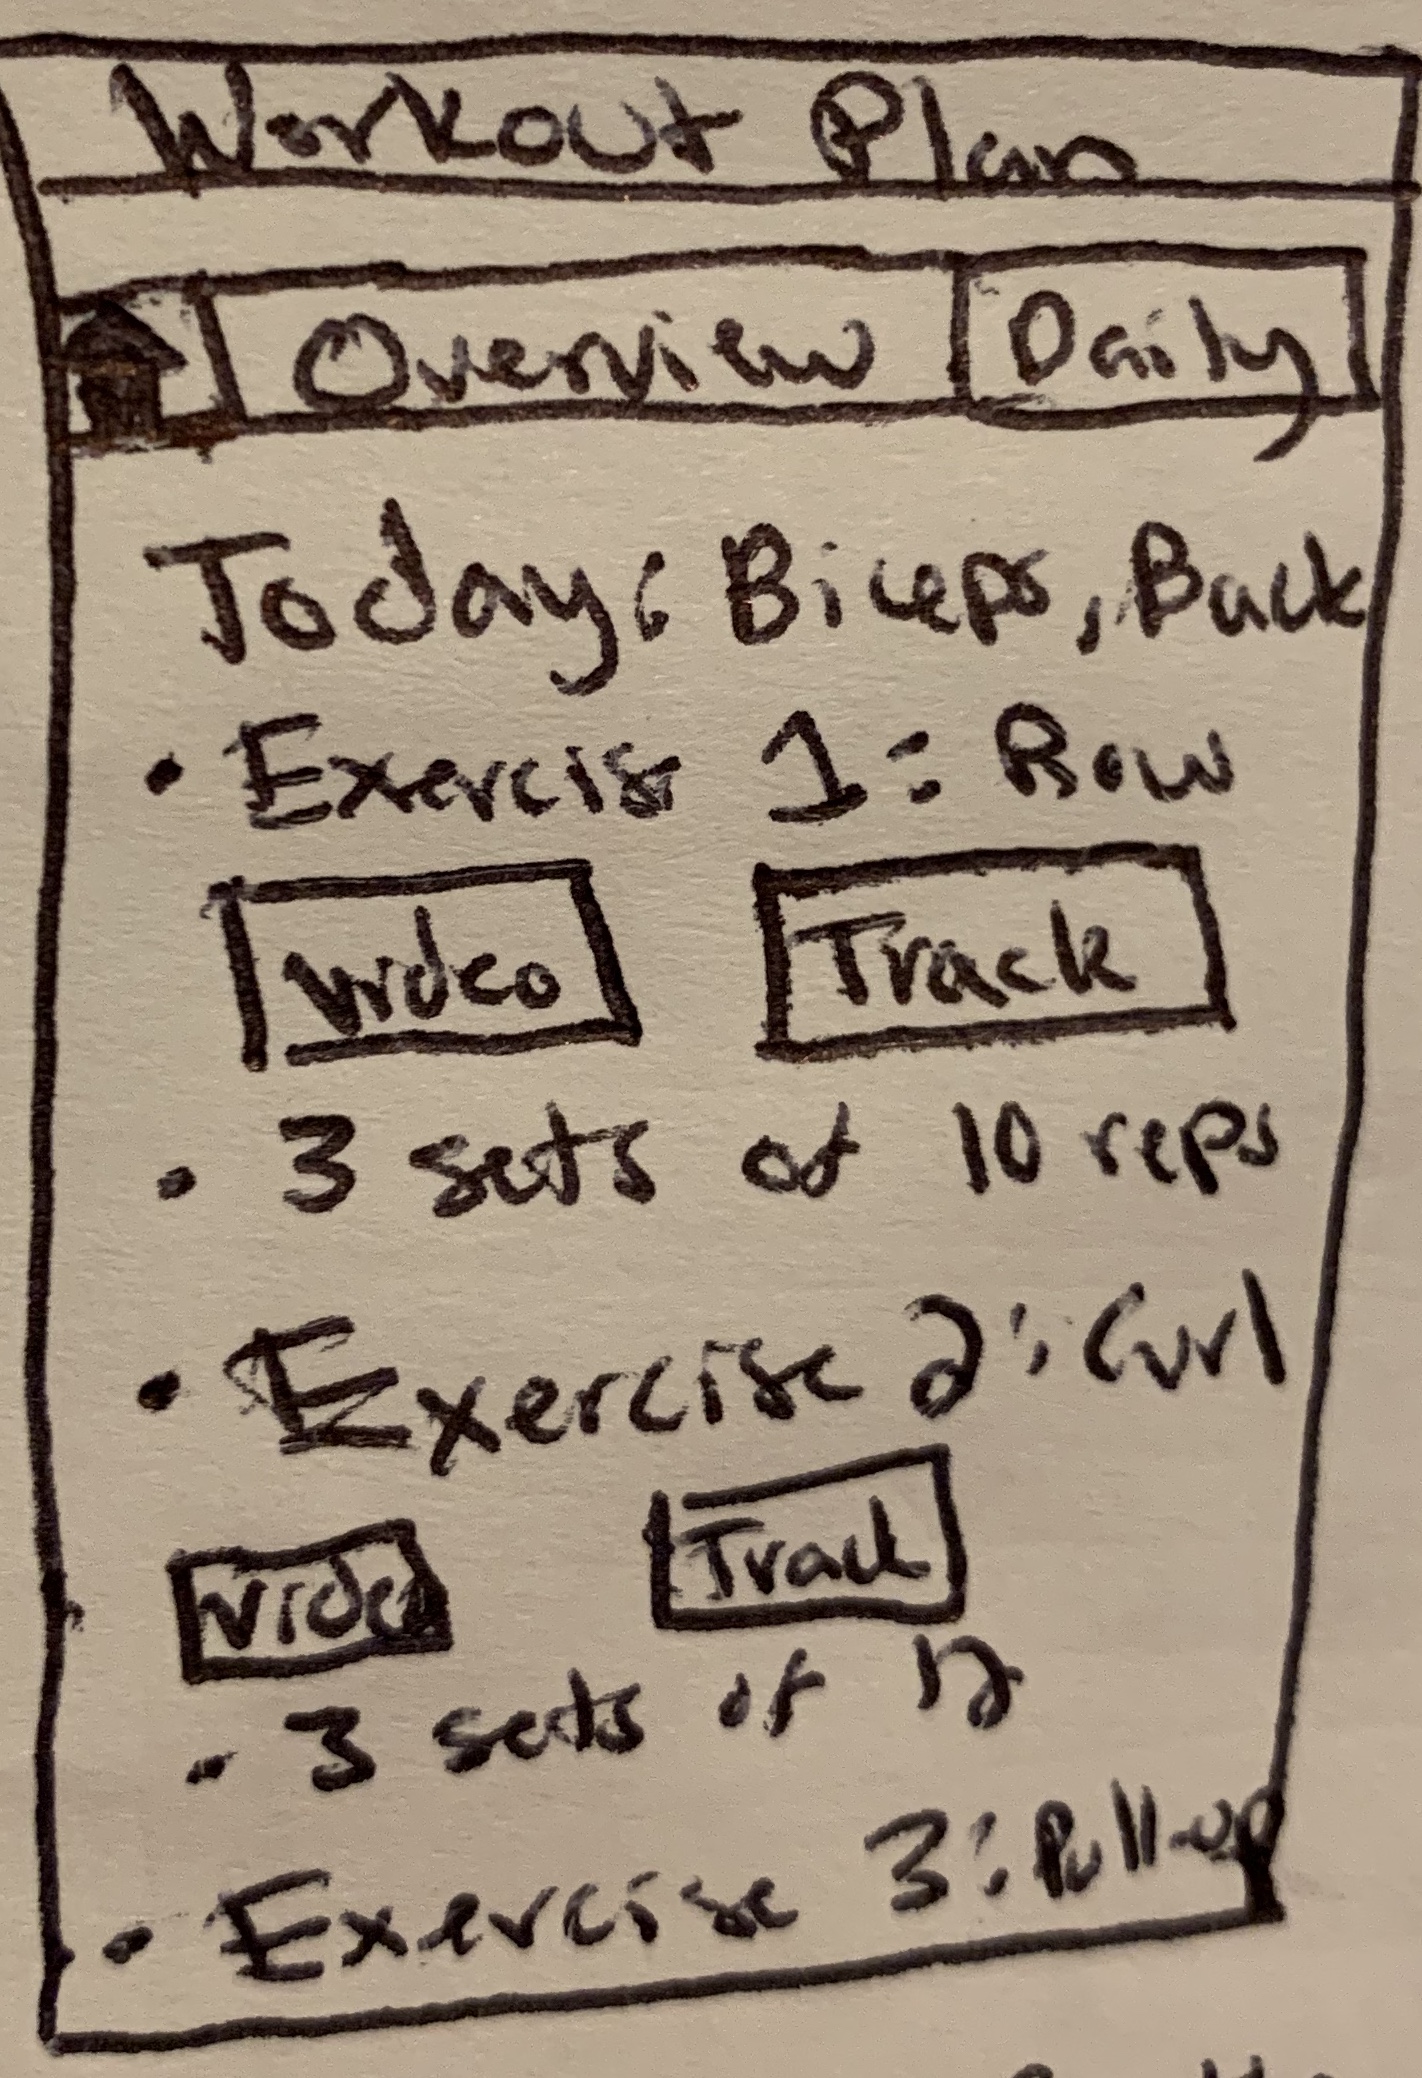 Workout Plan
Overview Daily
Today: Biceps, Back
• Exercise 1: Row
Video Track
• 3 sets of 10 reps
• Exercise 2: Curl
Video Track
• 3 sets of 12
• Exercise 3: Pull-up